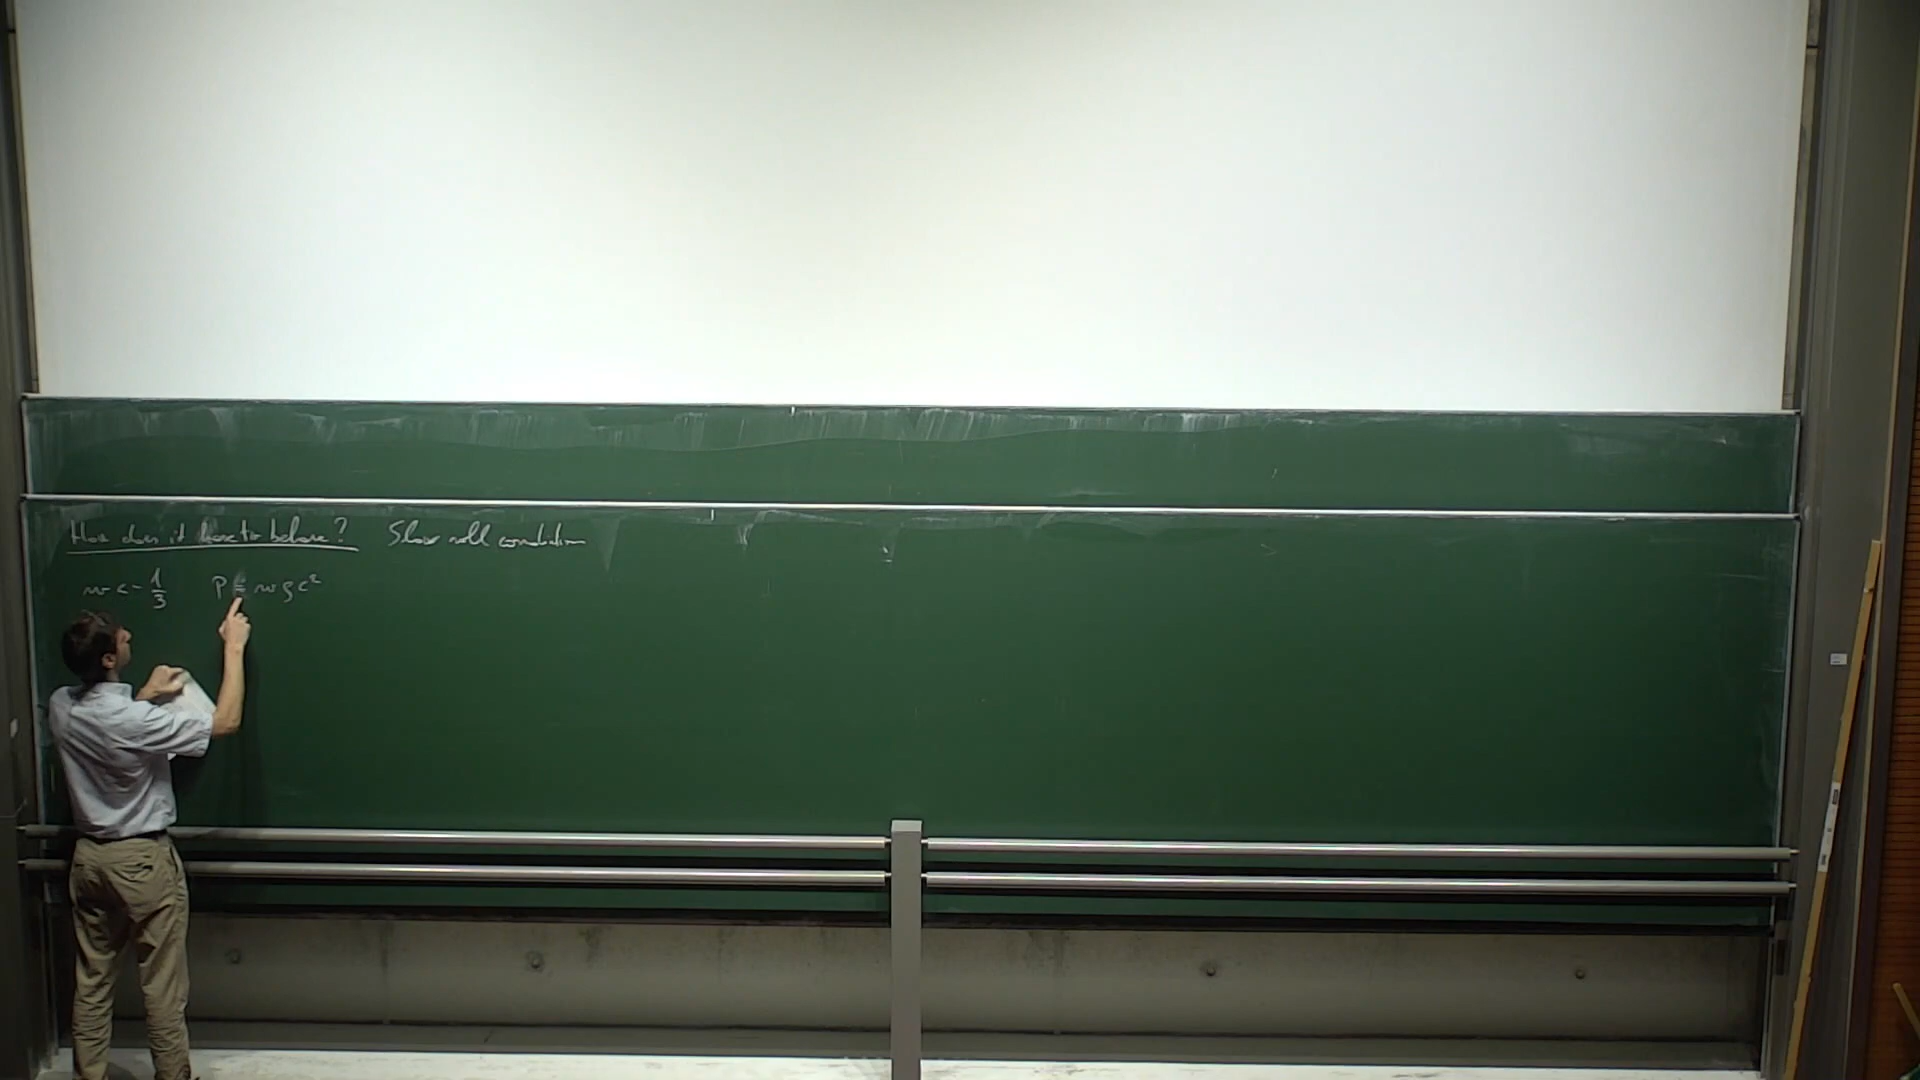 How does it have to behave? Slow roll condition
w < - 1/3 P = w ρ c²